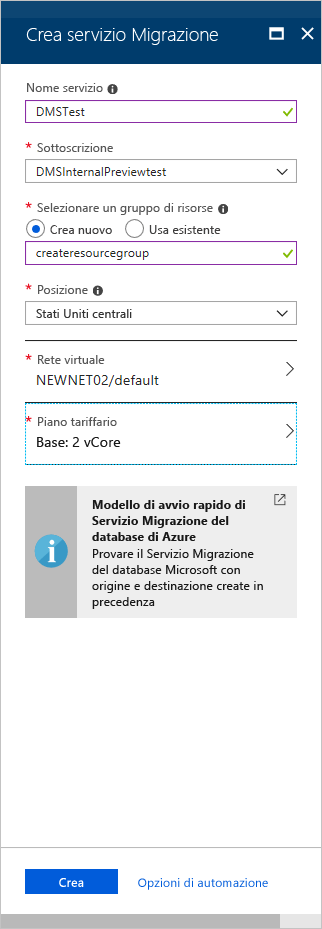 Crea servizio Migrazione
Nome servizio
DMSTest
* Sottoscrizione
DMSInternalPreviewtest
* Selezionare un gruppo di risorse
Crea nuovo
Usa esistente
createresourcegroup
* Posizione
Stati Uniti centrali
* Rete virtuale
NEWNET02/default
* Piano tariffario
Base: 2 vCore
Modello di avvio rapido di
Servizio Migrazione del
database di Azure
Provare il Servizio Migrazione
del database Microsoft con
origine e destinazione create in
precedenza
Crea
Opzioni di automazione